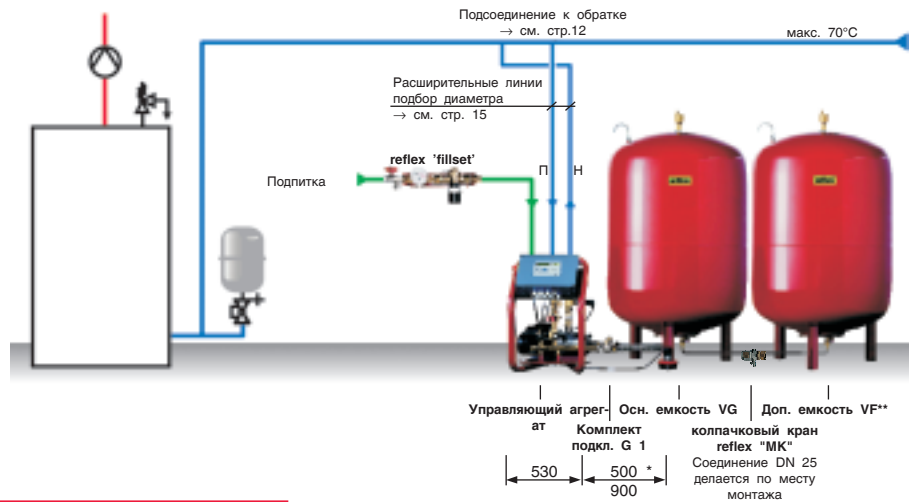 Подсоединение к обратке
→ см. стр.12
макс. 70°C
Расширительные линии
подбор диаметра
→ см. стр. 15
reflex 'fillset'
Подпитка
П
Н
Управляющий агрег-
ат
Комплект
подкл. G 1
Осн. емкость VG
колпачковый кран
reflex "MK"
Соединение DN 25
делается по месту
монтажа
Доп. емкость VF**
530
500 *
900